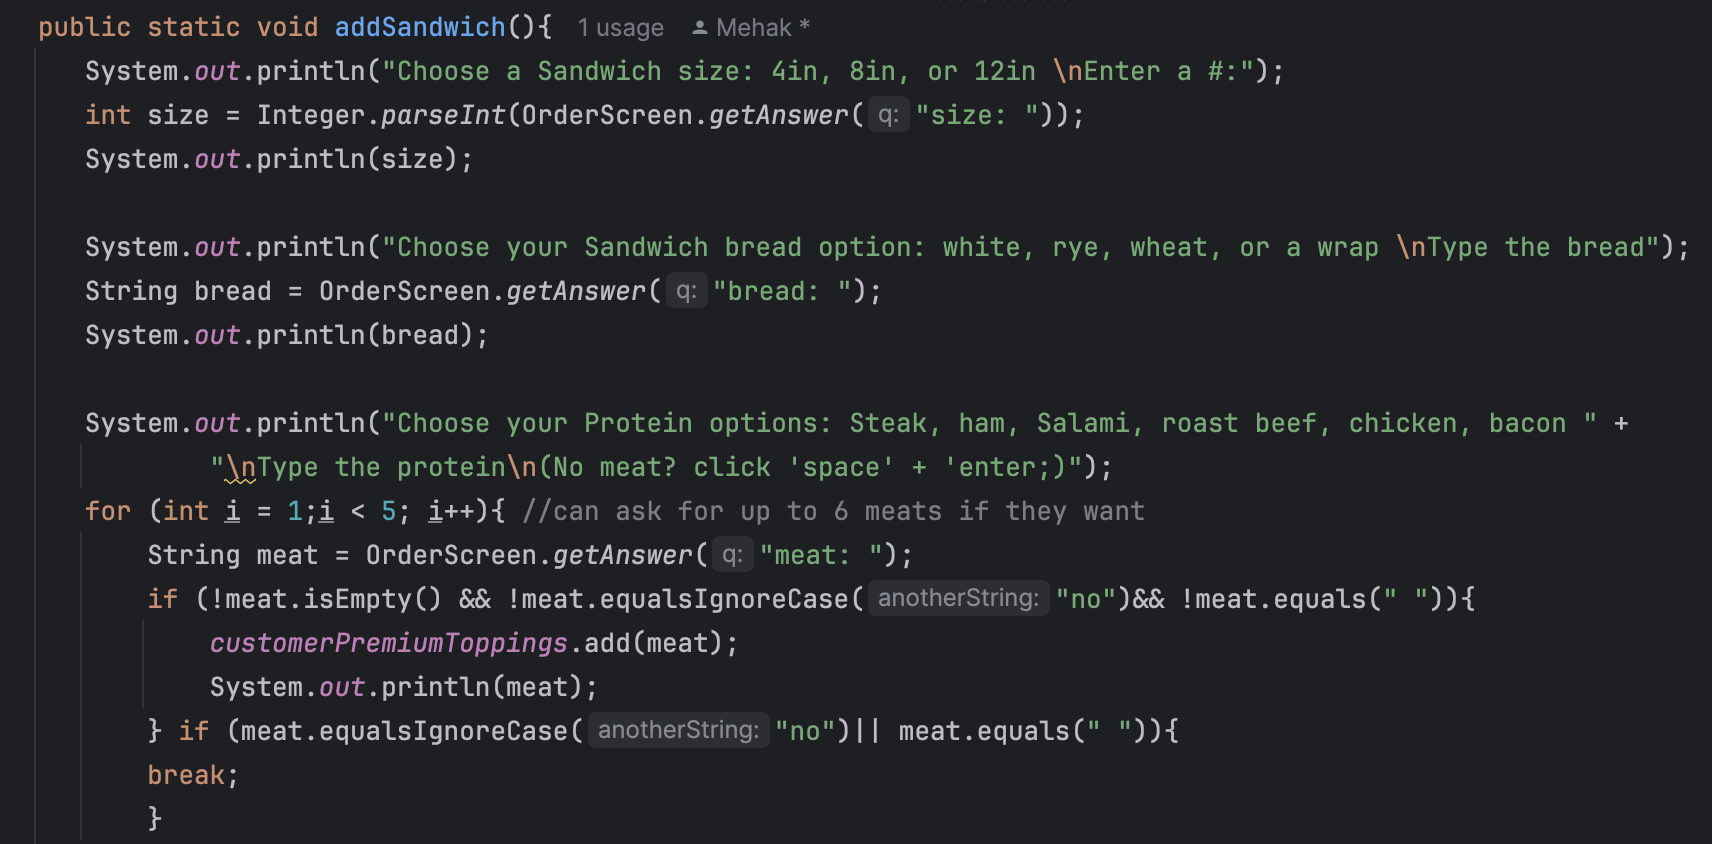 public static void addSandwich(){ 1 usage Mehak *
System.out.println("Choose a Sandwich size: 4in, 8in, or 12in \nEnter a #:");
int size = Integer.parseInt(OrderScreen.getAnswer( q: "size: "));
System.out.println(size);
System.out.println("Choose your Sandwich bread option: white, rye, wheat, or a wrap \nType the bread");
String bread = OrderScreen.getAnswer( q: "bread: ");
System.out.println(bread);
System.out.println("Choose your Protein options: Steak, ham, Salami, roast beef, chicken, bacon " +
"\nType the protein\n(No meat? click 'space' + 'enter;)");
for (int i = 1;i < 5; i++){ //can ask for up to 6 meats if they want
String meat = OrderScreen.getAnswer( q: "meat: ");
if (!meat.isEmpty() && !meat.equalsIgnoreCase( anotherString: "no")&& !meat.equals(" ")){
customerPremiumToppings.add(meat);
System.out.println(meat);
} if (meat.equalsIgnoreCase( anotherString: "no")|| meat.equals(" ")){
break;
}